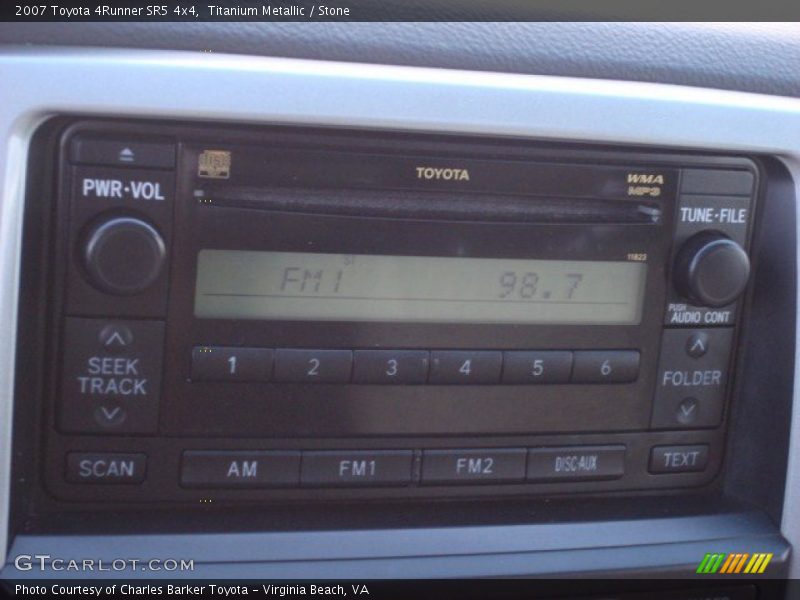 2007 Toyota 4Runner SR5 4x4, Titanium Metallic / Stone
TOYOTA
WMA
MP3
PWR·VOL
TUNE·FILE
11823
FM1 ST 98.7
PUSH
AUDIO CONT
SEEK
TRACK
1 2 3 4 5 6
FOLDER
SCAN AM FM1 FM2 DISC·AUX TEXT
GTCARLOT.COM
Photo Courtesy of Charles Barker Toyota - Virginia Beach, VA